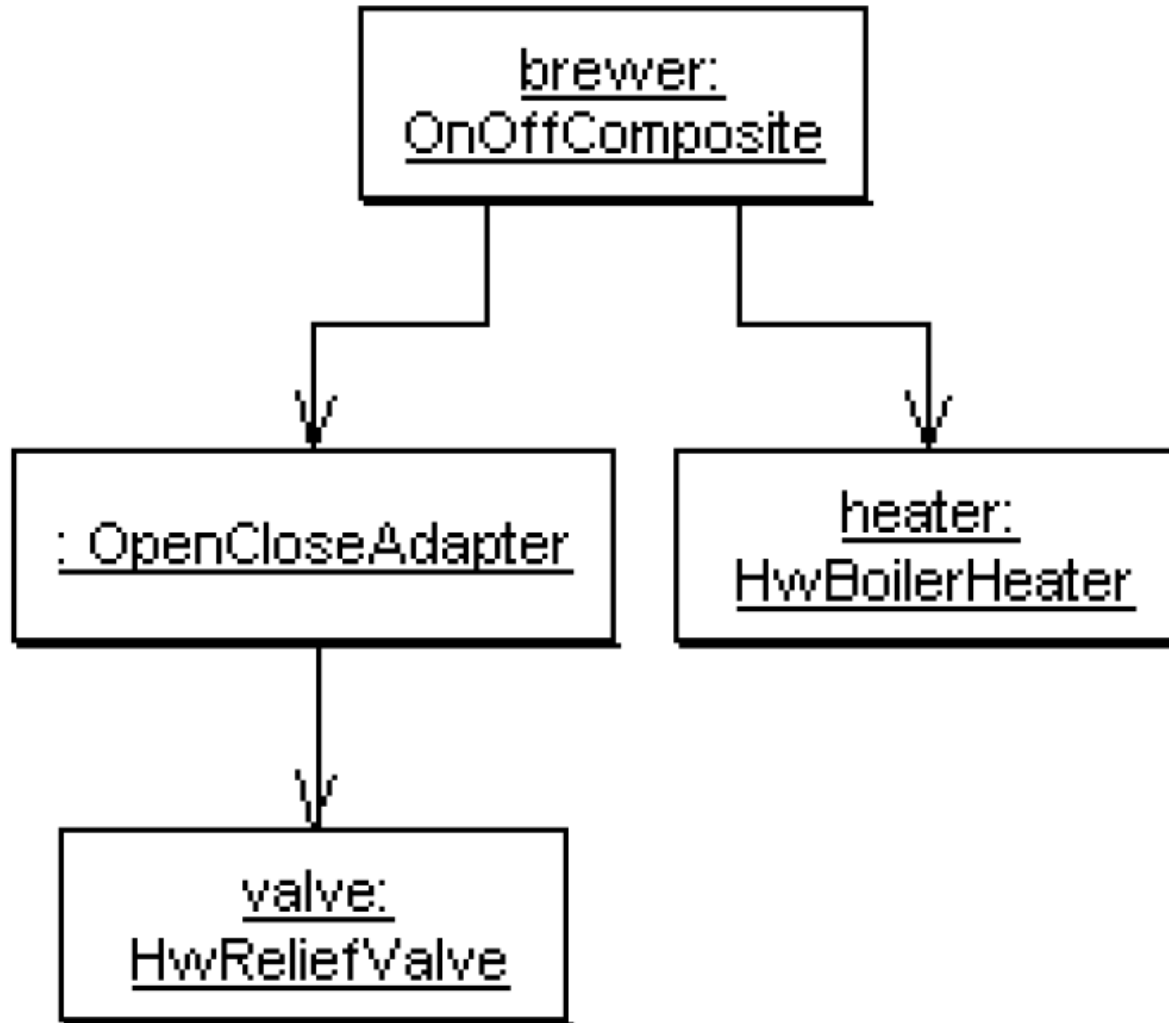 brewer:
OnOffComposite
: OpenCloseAdapter
heater:
HwBoilerHeater
valve:
HwReliefValve